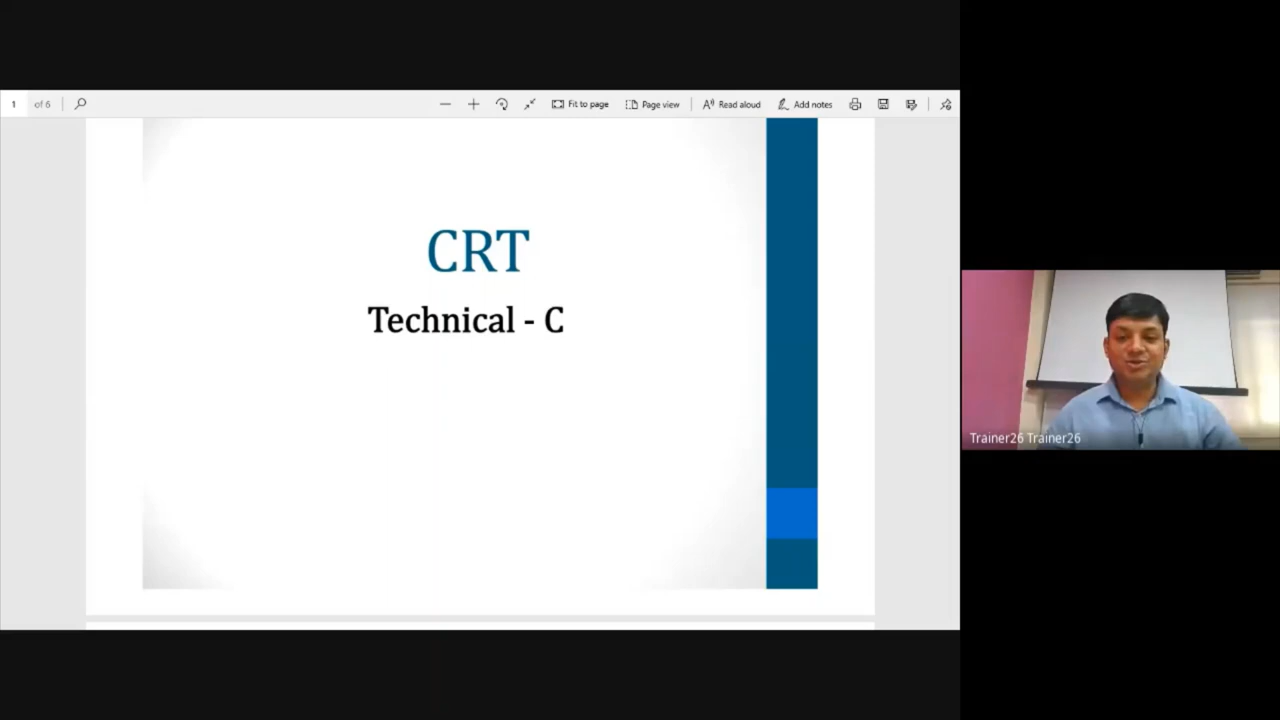 1 of 6 Fit to page Page view Read aloud Add notes
CRT
Technical - C
Trainer26 Trainer26